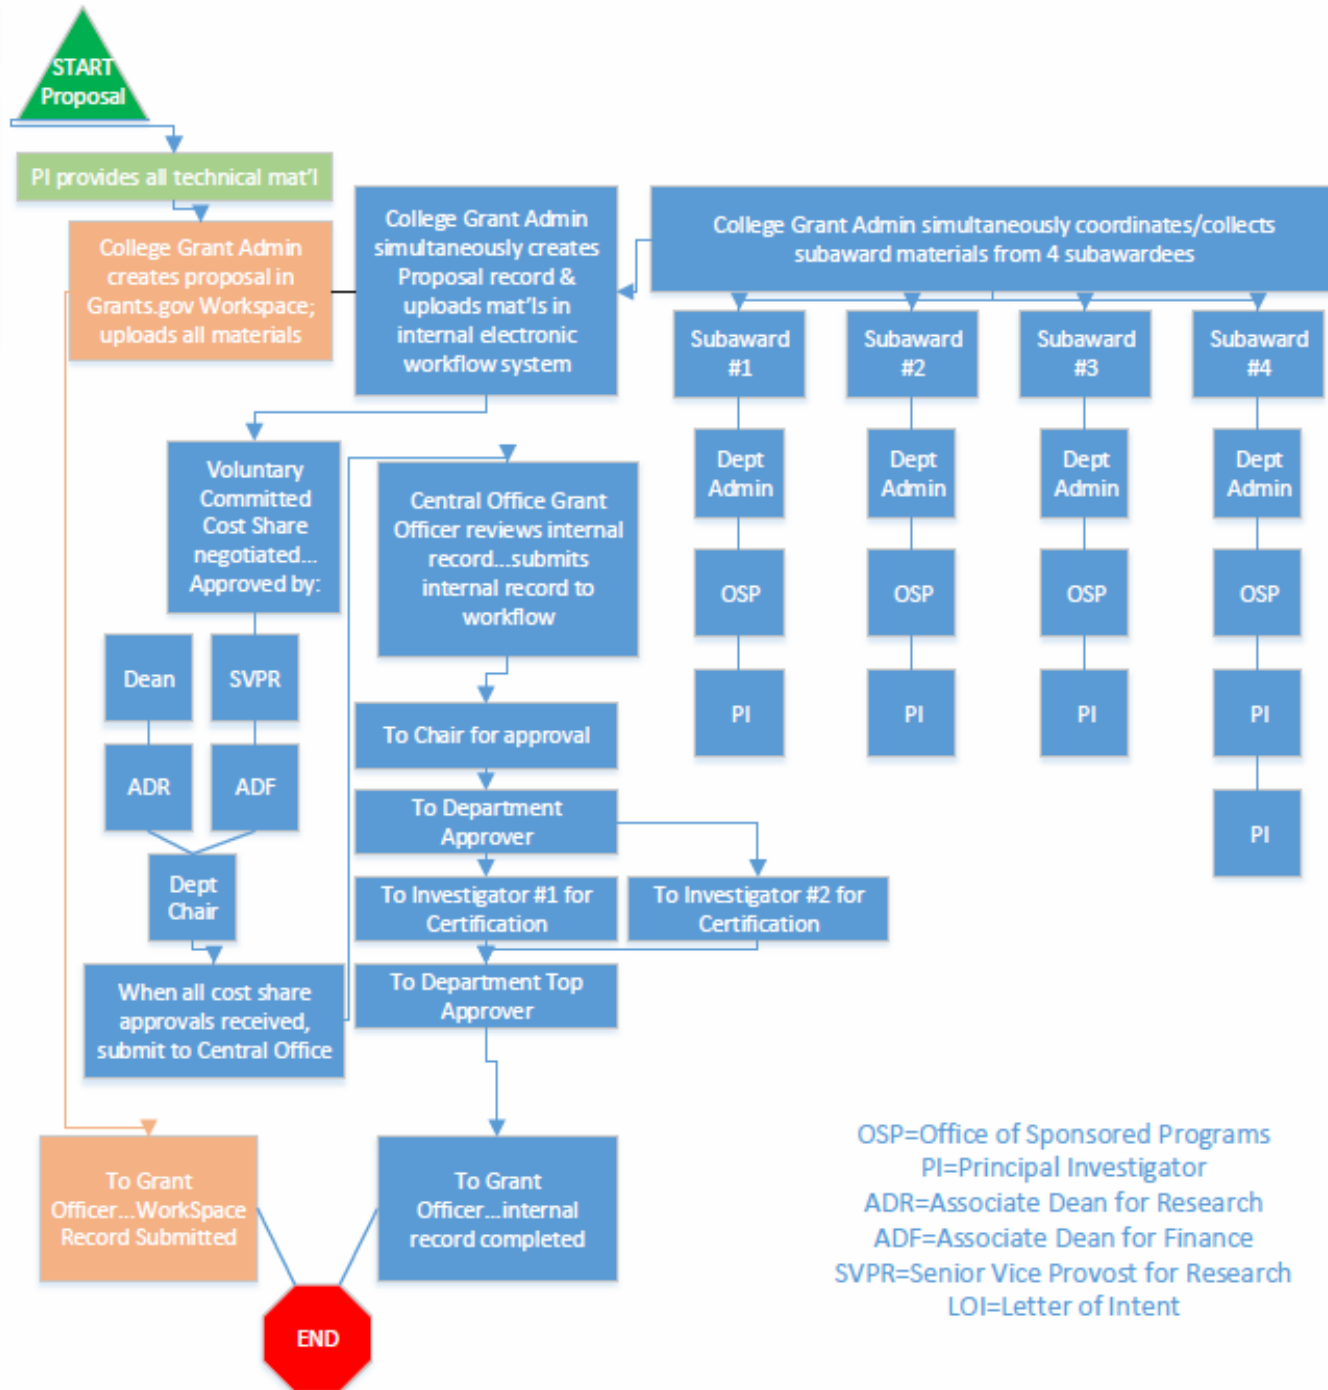 START
Proposal
PI provides all technical mat'l
College Grant Admin
creates proposal in
Grants.gov Workspace;
uploads all materials
College Grant Admin
simultaneously creates
Proposal record &
uploads mat'ls in
internal electronic
workflow system
College Grant Admin simultaneously coordinates/collects
subaward materials from 4 subawardees
Subaward
#1
Subaward
#2
Subaward
#3
Subaward
#4
Dept
Admin
Dept
Admin
Dept
Admin
Dept
Admin
OSP
OSP
OSP
OSP
PI
PI
PI
PI
PI
Voluntary
Committed
Cost Share
negotiated...
Approved by:
Dean
SVPR
ADR
ADF
Dept
Chair
When all cost share
approvals received,
submit to Central Office
Central Office Grant
Officer reviews internal
record...submits
internal record to
workflow
To Chair for approval
To Department
Approver
To Investigator #1 for
Certification
To Investigator #2 for
Certification
To Department Top
Approver
To Grant
Officer...WorkSpace
Record Submitted
To Grant
Officer...internal
record completed
END
OSP=Office of Sponsored Programs
PI=Principal Investigator
ADR=Associate Dean for Research
ADF=Associate Dean for Finance
SVPR=Senior Vice Provost for Research
LOI=Letter of Intent